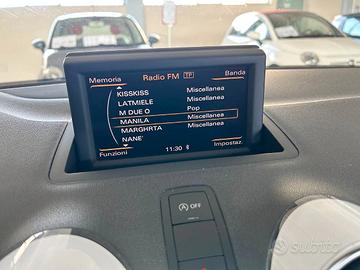 Memoria Radio FM TP Banda
KISSKISS Miscellanea
LATMIELE Miscellanea
M DUE O Pop
MANILA Miscellanea
MARGHRTA Miscellanea
NANE'
Funzioni 11:30 Impostaz.
A OFF
subito